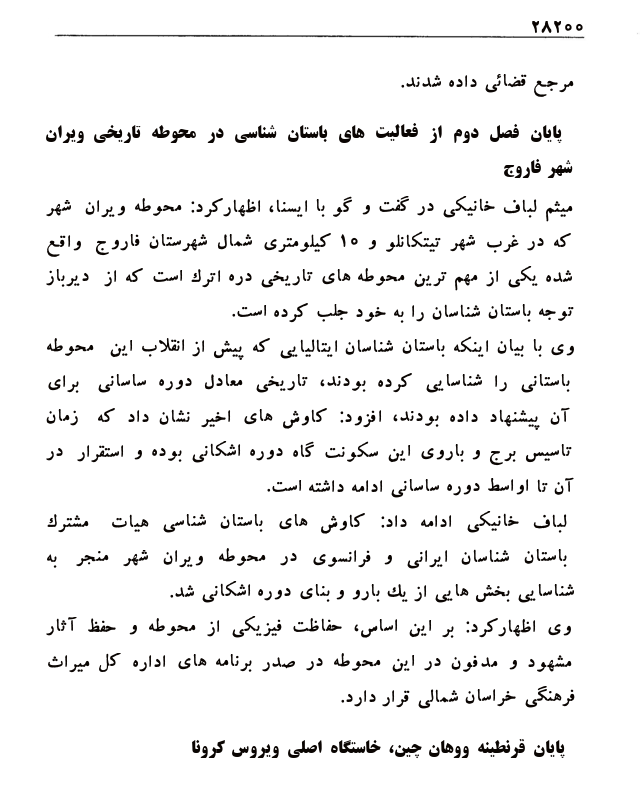 ۲۸۲۰۰
مرجع قضائی داده شدند.
پایان فصل دوم از فعالیت های باستان شناسی در محوطه تاریخی ویران
شهر فاروج
میثم لباف خانیکی در گفت و گو با ایسنا، اظهارکرد: محوطه ویران شهر
که در غرب شهر تیتکانلو و ۱۰ کیلومتری شمال شهرستان فاروج واقع
شده یکی از مهم ترین محوطه های تاریخی دره اترك است که از دیرباز
توجه باستان شناسان را به خود جلب کرده است.
وی با بیان اینکه باستان شناسان ایتالیایی که پیش از انقلاب این محوطه
باستانی را شناسایی کرده بودند، تاریخی معادل دوره ساسانی برای
آن پیشنهاد داده بودند، افزود: کاوش های اخیر نشان داد که زمان
تاسیس برج و باروی این سکونت گاه دوره اشکانی بوده و استقرار در
آن تا اواسط دوره ساسانی ادامه داشته است.
لباف خانیکی ادامه داد: کاوش های باستان شناسی هیات مشترك
باستان شناسان ایرانی و فرانسوی در محوطه ویران شهر منجر به
شناسایی بخش هایی از یك بارو و بنای دوره اشکانی شد.
وی اظهارکرد: بر این اساس، حفاظت فیزیکی از محوطه و حفظ آثار
مشهود و مدفون در این محوطه در صدر برنامه های اداره کل میراث
فرهنگی خراسان شمالی قرار دارد.
پایان قرنطینه ووهان چین، خاستگاه اصلی ویروس کرونا